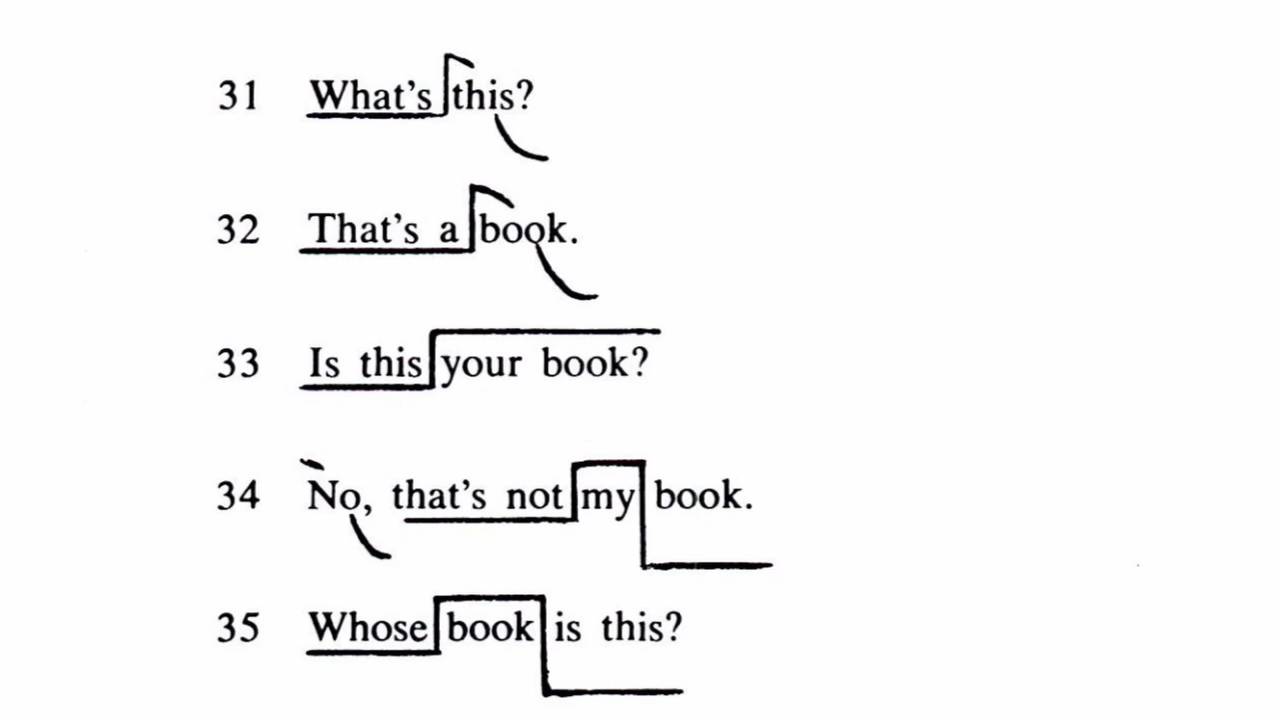 31 What's this?
32 That's a book.
33 Is this your book?
34 No, that's not my book.
35 Whose book is this?